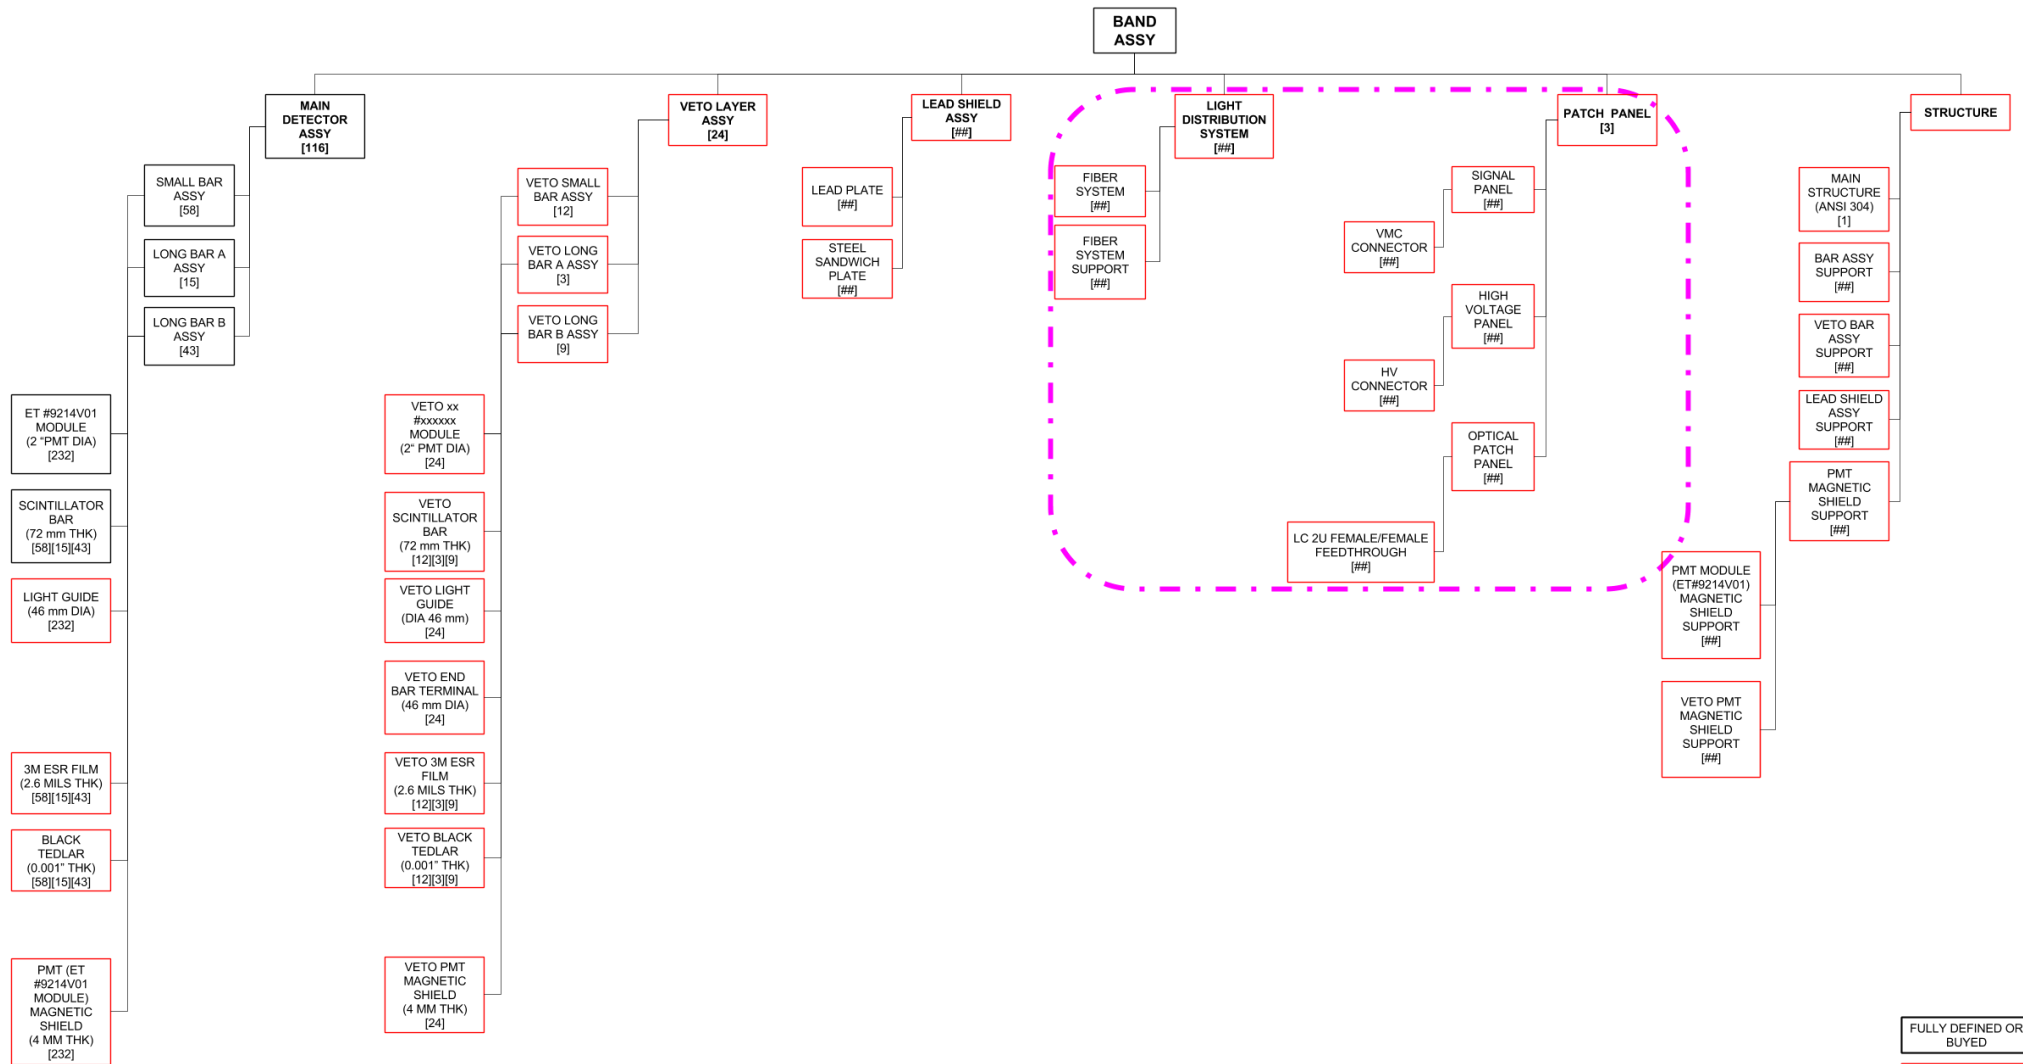 BAND
ASSY
MAIN
DETECTOR
ASSY
[116]
SMALL BAR
ASSY
[58]
LONG BAR A
ASSY
[15]
LONG BAR B
ASSY
[43]
ET #9214V01
MODULE
(2 "PMT DIA)
[232]
SCINTILLATOR
BAR
(72 mm THK)
[58][15][43]
LIGHT GUIDE
(46 mm DIA)
[232]
3M ESR FILM
(2.6 MILS THK)
[58][15][43]
BLACK
TEDLAR
(0.001" THK)
[58][15][43]
PMT (ET
#9214V01
MODULE)
MAGNETIC
SHIELD
(4 MM THK)
[232]
VETO LAYER
ASSY
[24]
VETO SMALL
BAR ASSY
[12]
VETO LONG
BAR A ASSY
[3]
VETO LONG
BAR B ASSY
[9]
VETO xx
#xxxxxx
MODULE
(2" PMT DIA)
[24]
VETO
SCINTILLATOR
BAR
(72 mm THK)
[12][3][9]
VETO LIGHT
GUIDE
(DIA 46 mm)
[24]
VETO END
BAR TERMINAL
(46 mm DIA)
[24]
VETO 3M ESR
FILM
(2.6 MILS THK)
[12][3][9]
VETO BLACK
TEDLAR
(0.001" THK)
[12][3][9]
VETO PMT
MAGNETIC
SHIELD
(4 MM THK)
[24]
LEAD SHIELD
ASSY
[##]
LEAD PLATE
[##]
STEEL
SANDWICH
PLATE
[##]
LIGHT
DISTRIBUTION
SYSTEM
[##]
FIBER
SYSTEM
[##]
FIBER
SYSTEM
SUPPORT
[##]
PATCH PANEL
[3]
SIGNAL
PANEL
[##]
VMC
CONNECTOR
[##]
HIGH
VOLTAGE
PANEL
[##]
HV
CONNECTOR
[##]
OPTICAL
PATCH
PANEL
[##]
LC 2U FEMALE/FEMALE
FEEDTHROUGH
[##]
STRUCTURE
MAIN
STRUCTURE
(ANSI 304)
[1]
BAR ASSY
SUPPORT
[##]
VETO BAR
ASSY
SUPPORT
[##]
LEAD SHIELD
ASSY
SUPPORT
[##]
PMT
MAGNETIC
SHIELD
SUPPORT
[##]
PMT MODULE
(ET#9214V01)
MAGNETIC
SHIELD
SUPPORT
[##]
VETO PMT
MAGNETIC
SHIELD
SUPPORT
[##]
FULLY DEFINED OR
BUYED